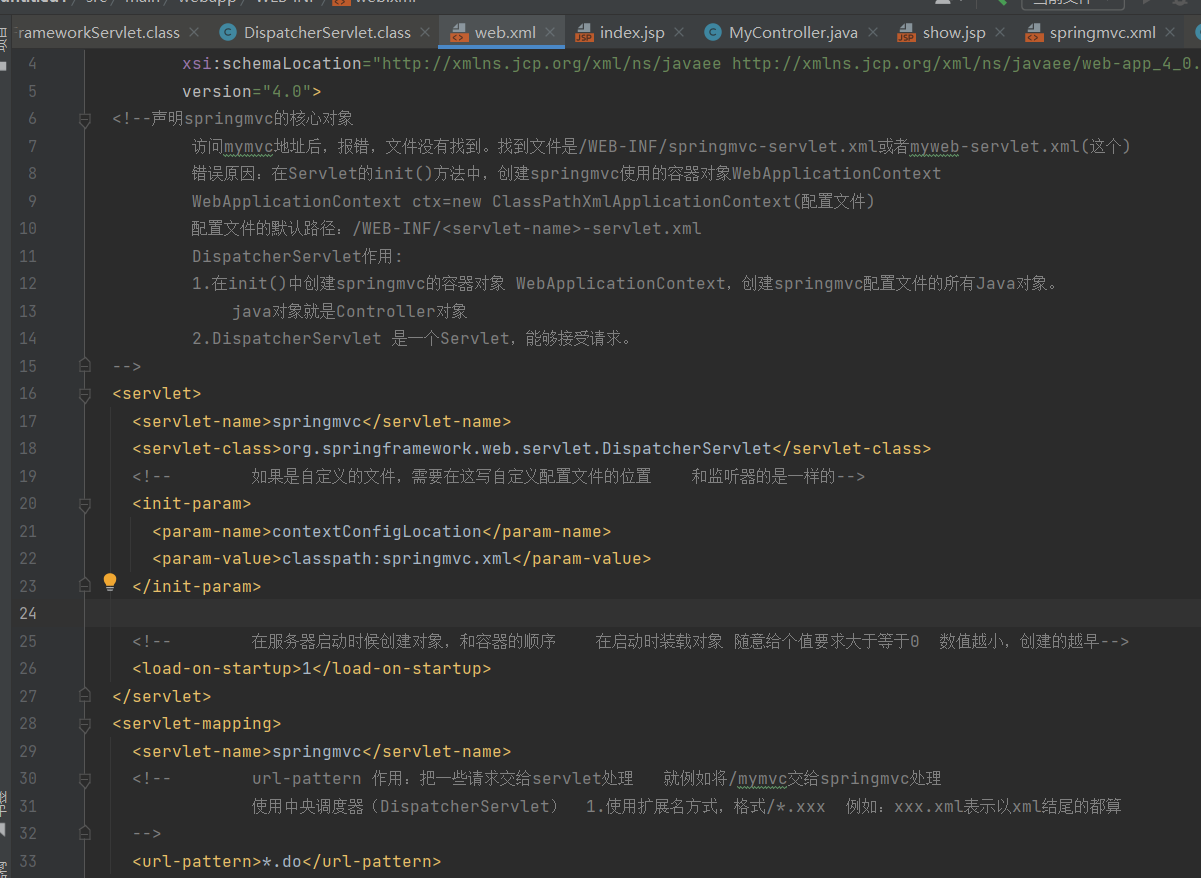 src main webapp WEB-INF web.xml
当前文件
FrameworkServlet.class DispatcherServlet.class web.xml index.jsp MyController.java show.jsp springmvc.xml
4 xsi:schemaLocation="http://xmlns.jcp.org/xml/ns/javaee http://xmlns.jcp.org/xml/ns/javaee/web-app_4_0.
5 version="4.0">
6 <!--声明springmvc的核心对象
7 访问mymvc地址后，报错，文件没有找到。找到文件是/WEB-INF/springmvc-servlet.xml或者myweb-servlet.xml(这个)
8 错误原因：在Servlet的init()方法中，创建springmvc使用的容器对象WebApplicationContext
9 WebApplicationContext ctx=new ClassPathXmlApplicationContext(配置文件)
10 配置文件的默认路径：/WEB-INF/<servlet-name>-servlet.xml
11 DispatcherServlet作用：
12 1.在init()中创建springmvc的容器对象 WebApplicationContext，创建springmvc配置文件的所有Java对象。
13 java对象就是Controller对象
14 2.DispatcherServlet 是一个Servlet，能够接受请求。
15 -->
16 <servlet>
17 <servlet-name>springmvc</servlet-name>
18 <servlet-class>org.springframework.web.servlet.DispatcherServlet</servlet-class>
19 <!-- 如果是自定义的文件，需要在这写自定义配置文件的位置 和监听器的是一样的-->
20 <init-param>
21 <param-name>contextConfigLocation</param-name>
22 <param-value>classpath:springmvc.xml</param-value>
23 </init-param>
24
25 <!-- 在服务器启动时候创建对象，和容器的顺序 在启动时装载对象 随意给个值要求大于等于0 数值越小，创建的越早-->
26 <load-on-startup>1</load-on-startup>
27 </servlet>
28 <servlet-mapping>
29 <servlet-name>springmvc</servlet-name>
30 <!-- url-pattern 作用：把一些请求交给servlet处理 就例如将/mymvc交给springmvc处理
31 使用中央调度器（DispatcherServlet） 1.使用扩展名方式，格式/*.xxx 例如：xxx.xml表示以xml结尾的都算
32 -->
33 <url-pattern>*.do</url-pattern>